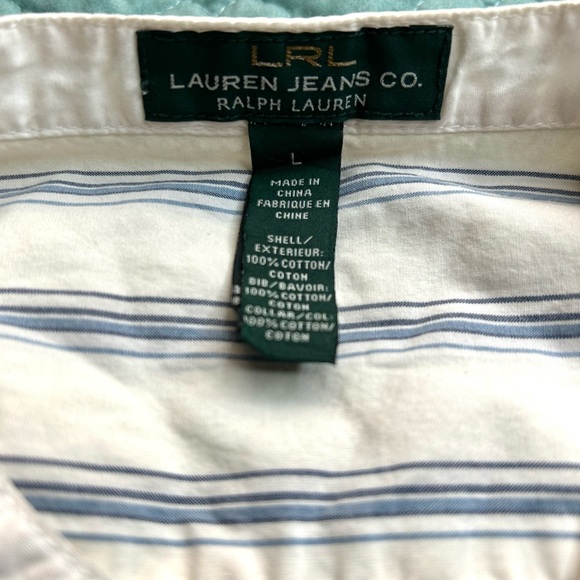 LRL
LAUREN JEANS CO.
RALPH LAUREN
L
MADE IN
CHINA
FABRIQUE EN
CHINE
SHELL/
EXTERIEUR:
100% COTTON/
COTON
BIB/BAVOIR:
100% COTTON/
COTON
COLLAR/COL:
100% COTTON/
COTON